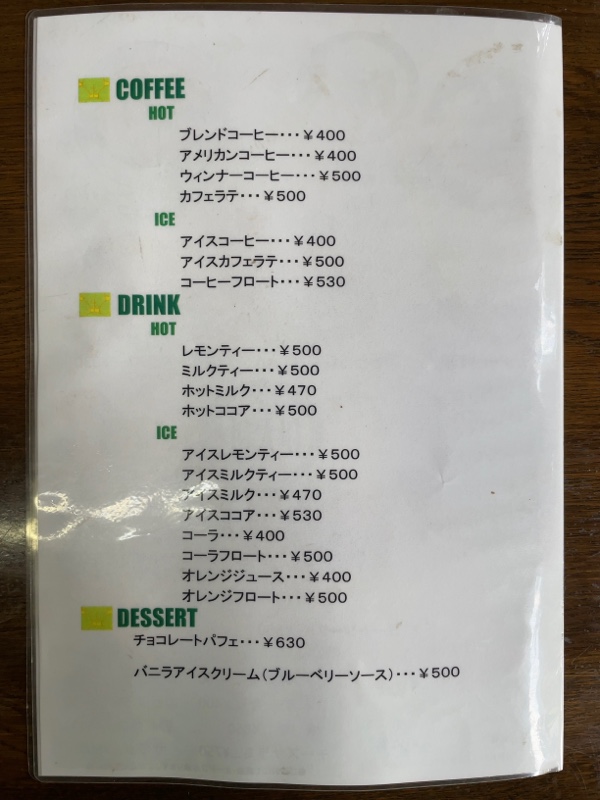 COFFEE
HOT
ブレンドコーヒー･･･￥400
アメリカンコーヒー･･･￥400
ウィンナーコーヒー･･･￥500
カフェラテ･･･￥500
ICE
アイスコーヒー･･･￥400
アイスカフェラテ･･･￥500
コーヒーフロート･･･￥530
DRINK
HOT
レモンティー･･･￥500
ミルクティー･･･￥500
ホットミルク･･･￥470
ホットココア･･･￥500
ICE
アイスレモンティー･･･￥500
アイスミルクティー･･･￥500
アイスミルク･･･￥470
アイスココア･･･￥530
コーラ･･･￥400
コーラフロート･･･￥500
オレンジジュース･･･￥400
オレンジフロート･･･￥500
DESSERT
チョコレートパフェ･･･￥630
バニラアイスクリーム(ブルーベリーソース)･･･￥500